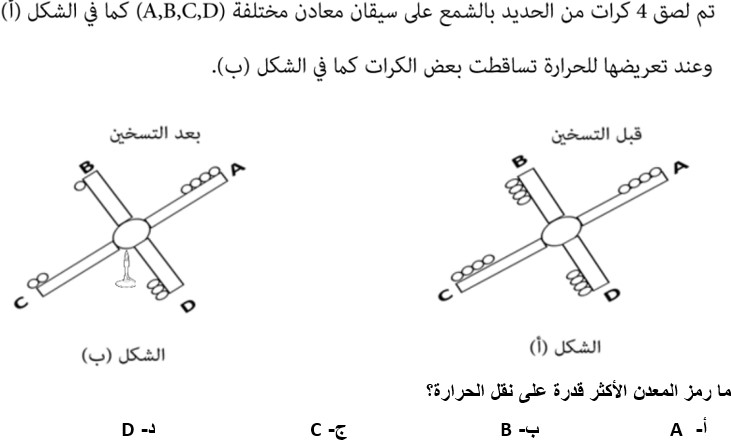 تم لصق 4 كرات من الحديد بالشمع على سيقان معادن مختلفة (A,B,C,D) كما في الشكل (أ)
وعند تعريضها للحرارة تساقطت بعض الكرات كما في الشكل (ب).
قبل التسخين
A
B
C
D
الشكل (أ)
بعد التسخين
A
B
C
D
الشكل (ب)
ما رمز المعدن الأكثر قدرة على نقل الحرارة؟
أ- A ب- B ج- C د- D